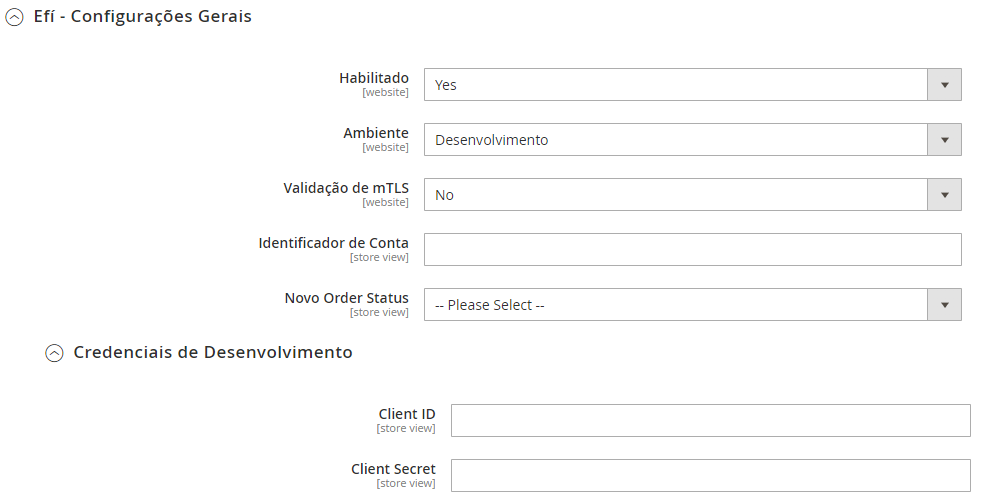 Efí - Configurações Gerais
Habilitado
[website]
Yes
Ambiente
[website]
Desenvolvimento
Validação de mTLS
[website]
No
Identificador de Conta
[store view]
Novo Order Status
[store view]
-- Please Select --
Credenciais de Desenvolvimento
Client ID
[store view]
Client Secret
[store view]